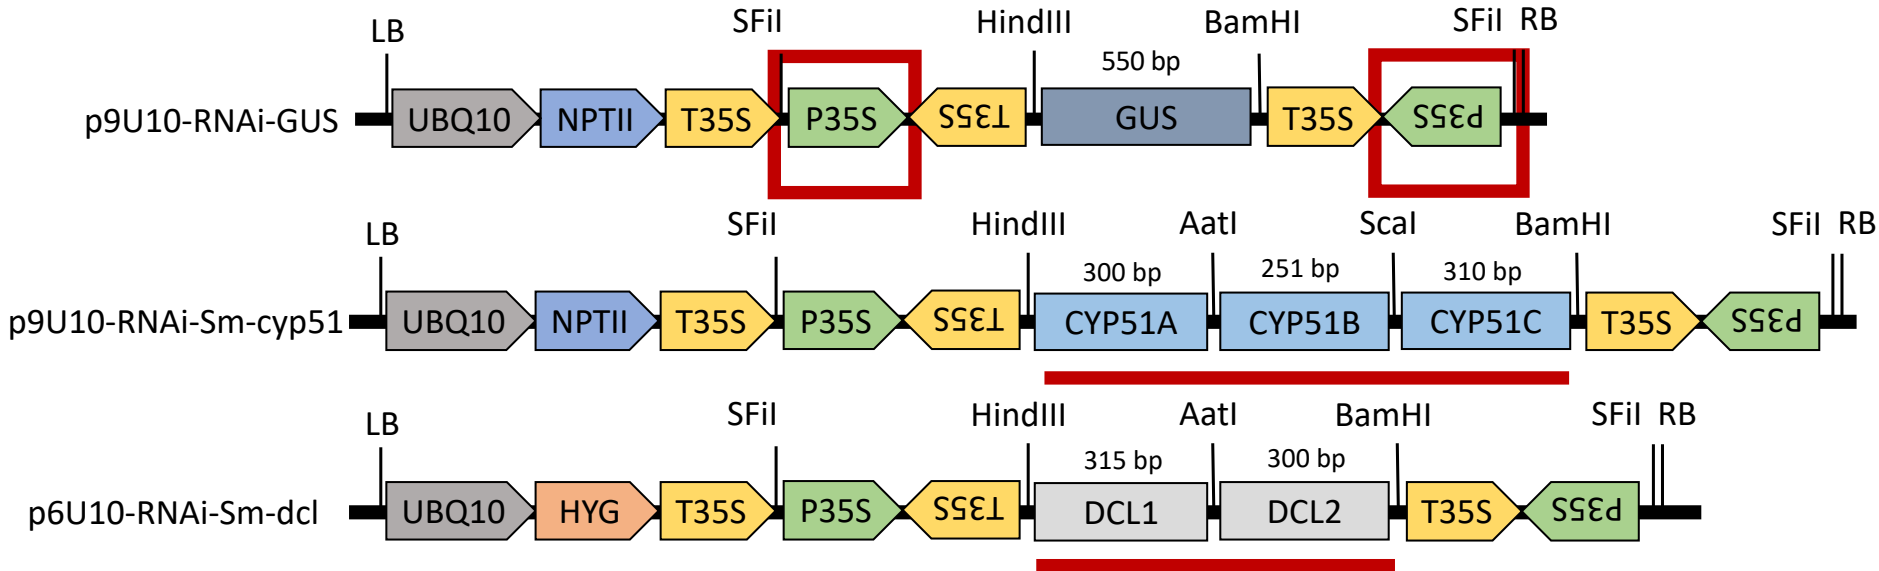 LB SFiI HindIII BamHI SFiI RB
550 bp
p9U10-RNAi-GUS UBQ10 NPTII T35S P35S T35S GUS T35S P35S
LB SFiI HindIII AatI ScaI BamHI SFiI RB
300 bp 251 bp 310 bp
p9U10-RNAi-Sm-cyp51 UBQ10 NPTII T35S P35S T35S CYP51A CYP51B CYP51C T35S P35S
LB SFiI HindIII AatI BamHI SFiI RB
315 bp 300 bp
p6U10-RNAi-Sm-dcl UBQ10 HYG T35S P35S T35S DCL1 DCL2 T35S P35S